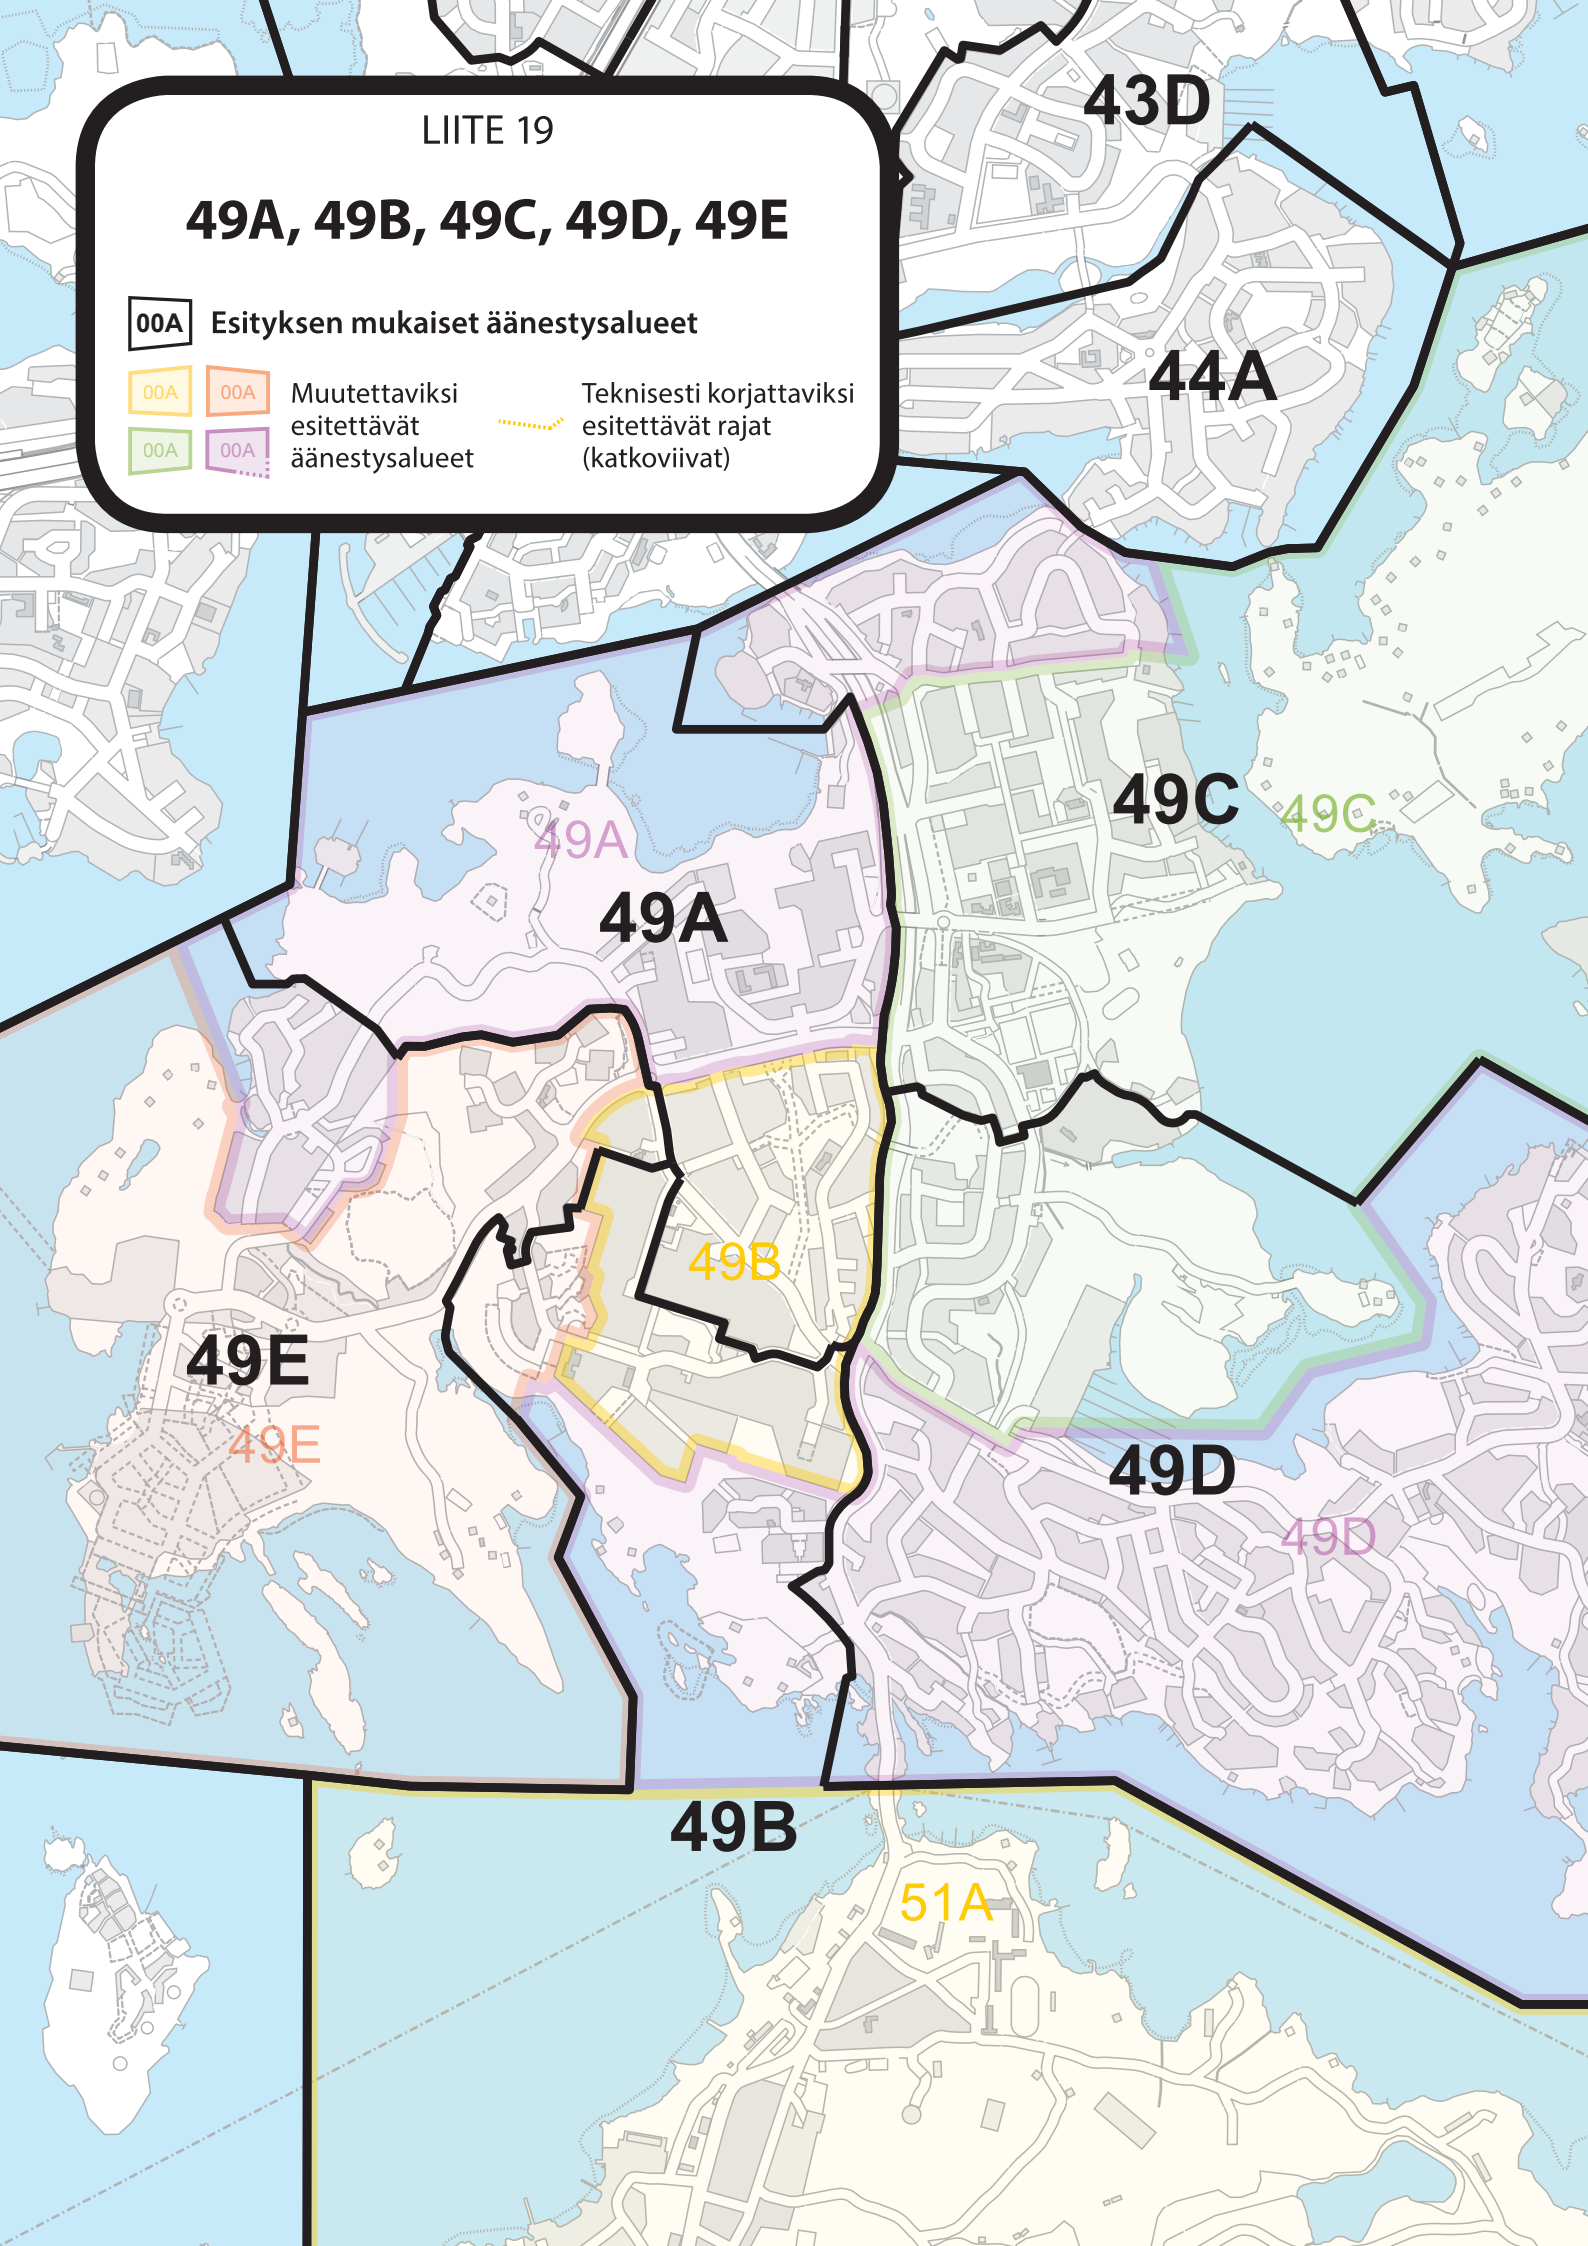 LIITE 19
49A, 49B, 49C, 49D, 49E
00A Esityksen mukaiset äänestysalueet
00A 00A
00A 00A
Muutettaviksi
esitettävät
äänestysalueet
Teknisesti korjattaviksi
esitettävät rajat
(katkoviivat)
43D
44A
49C
49C
49A
49A
49B
49E
49E
49D
49D
49B
51A